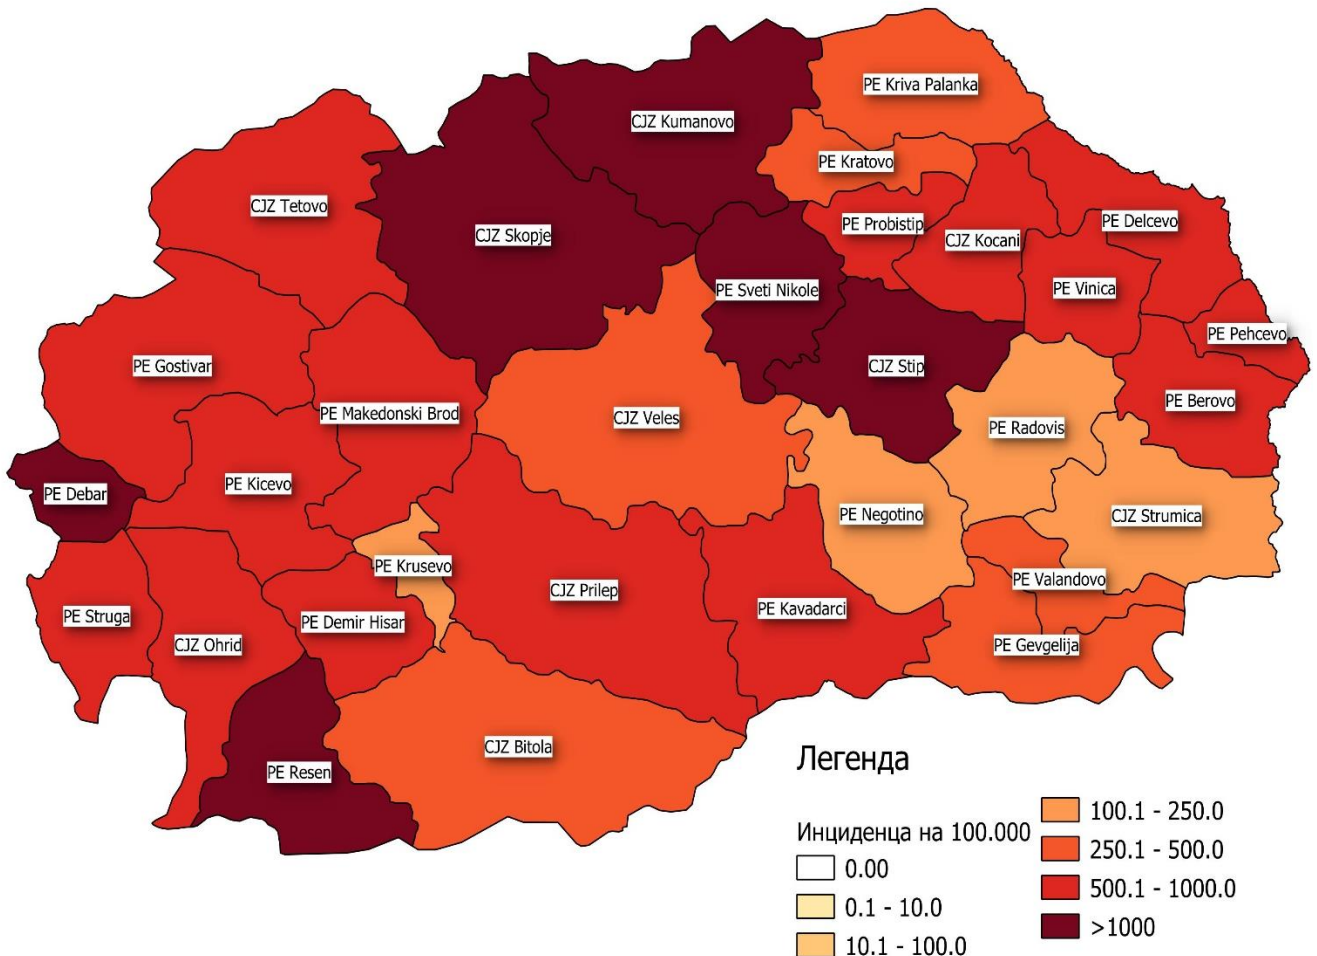 PE Kriva Palanka
CJZ Kumanovo
PE Kratovo
CJZ Tetovo
PE Probistip
PE Delcevo
CJZ Skopje
CJZ Kocani
PE Sveti Nikole
PE Vinica
PE Pehcevo
PE Gostivar
CJZ Stip
PE Berovo
PE Makedonski Brod
CJZ Veles
PE Radovis
PE Kicevo
PE Debar
PE Negotino
CJZ Strumica
PE Krusevo
PE Valandovo
CJZ Prilep
PE Kavadarci
PE Struga
PE Demir Hisar
CJZ Ohrid
PE Gevgelija
CJZ Bitola
PE Resen
Легенда
Инциденца на 100.000
0.00
0.1 - 10.0
10.1 - 100.0
100.1 - 250.0
250.1 - 500.0
500.1 - 1000.0
>1000